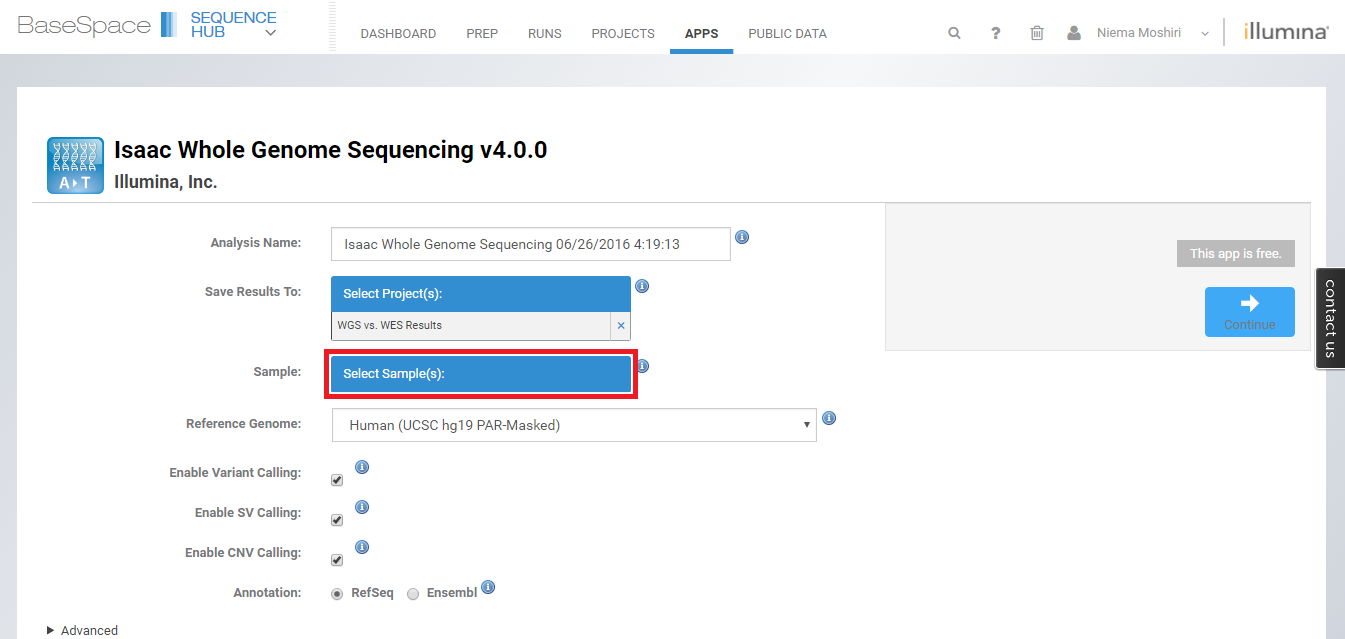 BaseSpace SEQUENCE HUB
DASHBOARD PREP RUNS PROJECTS APPS PUBLIC DATA ? Niema Moshiri illumina®
Isaac Whole Genome Sequencing v4.0.0
A T
Illumina, Inc.
Analysis Name: Isaac Whole Genome Sequencing 06/26/2016 4:19:13 i
This app is free.
Save Results To: Select Project(s): i
WGS vs. WES Results ×
Continue
contact us
Sample: Select Sample(s): i
Reference Genome: Human (UCSC hg19 PAR-Masked) i
Enable Variant Calling: i
Enable SV Calling: i
Enable CNV Calling: i
Annotation: RefSeq Ensembl i
Advanced